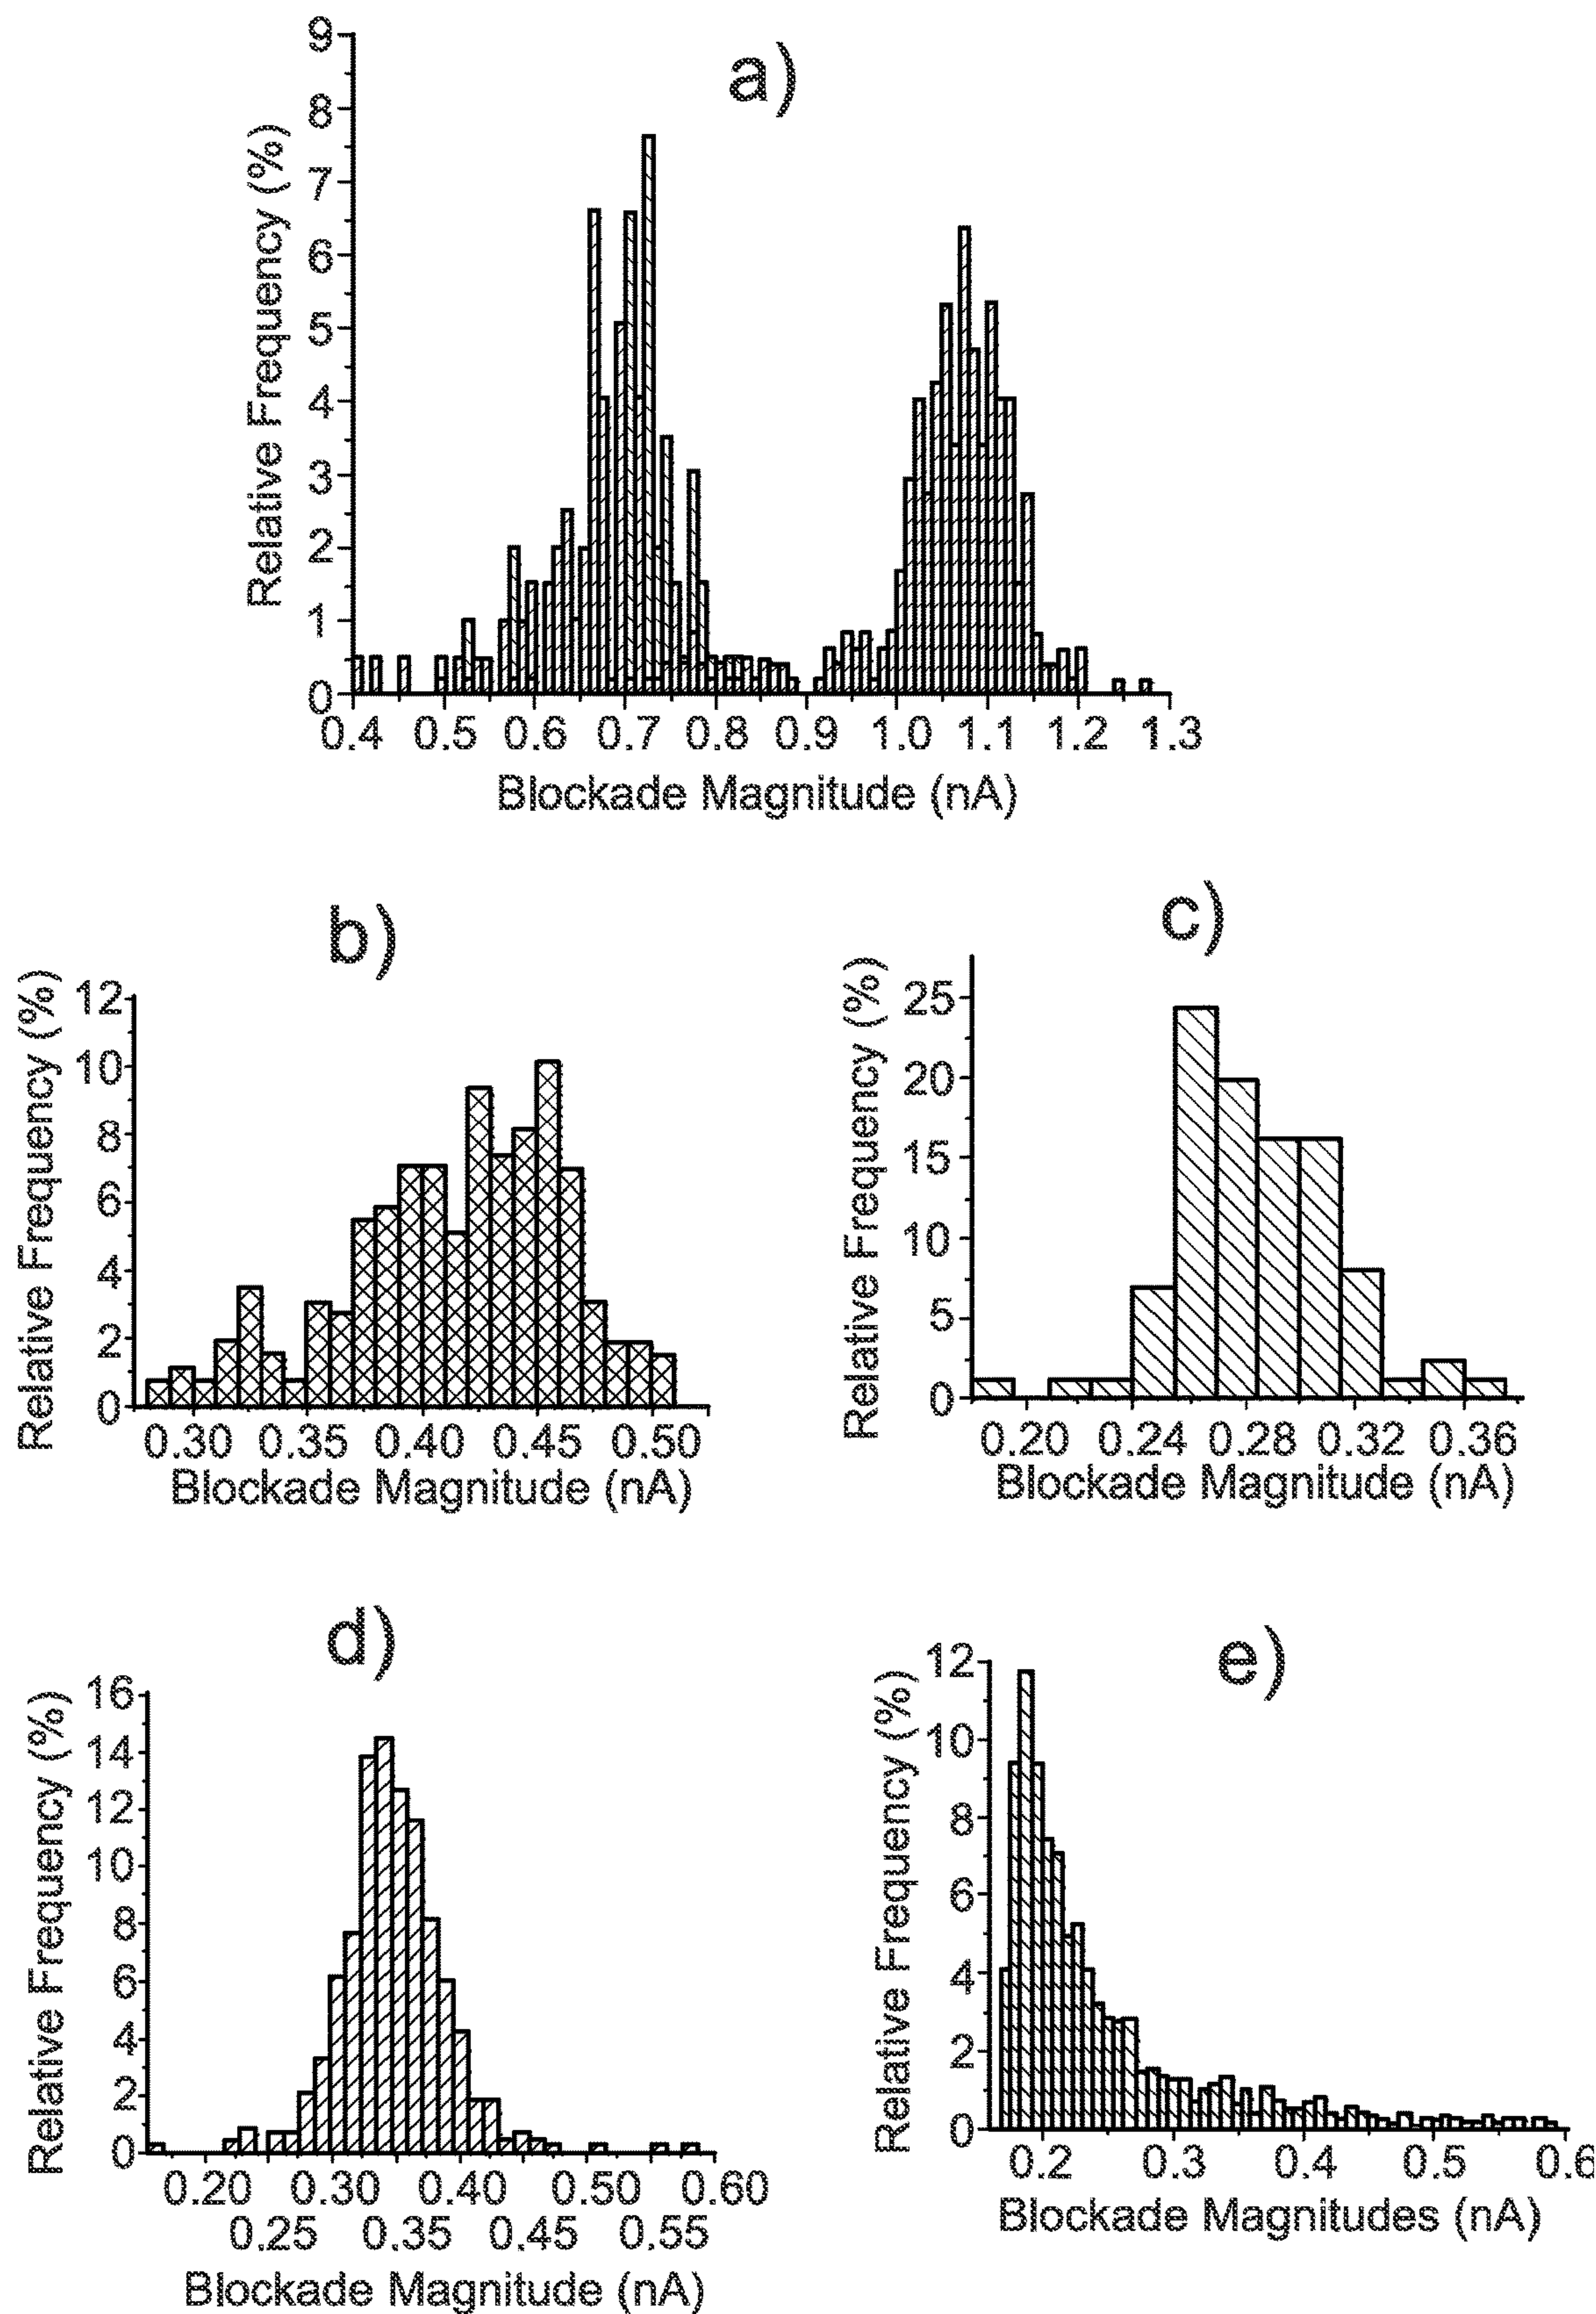 a)
Relative Frequency (%)
9
8
7
6
5
4
3
2
1
0
0.4 0.5 0.6 0.7 0.8 0.9 1.0 1.1 1.2 1.3
Blockade Magnitude (nA)
b)
Relative Frequency (%)
12
10
8
6
4
2
0
0.30 0.35 0.40 0.45 0.50
Blockade Magnitude (nA)
c)
Relative Frequency (%)
25
20
15
10
5
0
0.20 0.24 0.28 0.32 0.36
Blockade Magnitude (nA)
d)
Relative Frequency (%)
16
14
12
10
8
6
4
2
0
0.20 0.30 0.40 0.50 0.60
0.25 0.35 0.45 0.55
Blockade Magnitude (nA)
e)
Relative Frequency (%)
12
10
8
6
4
2
0
0.2 0.3 0.4 0.5 0.6
Blockade Magnitudes (nA)